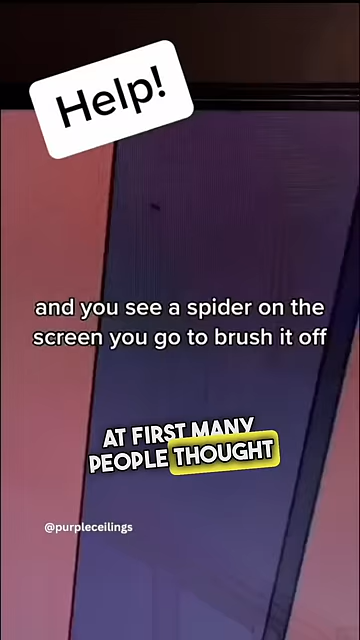 Help!
and you see a spider on the
screen you go to brush it off
AT FIRST MANY
PEOPLE THOUGHT
@purpleceilings